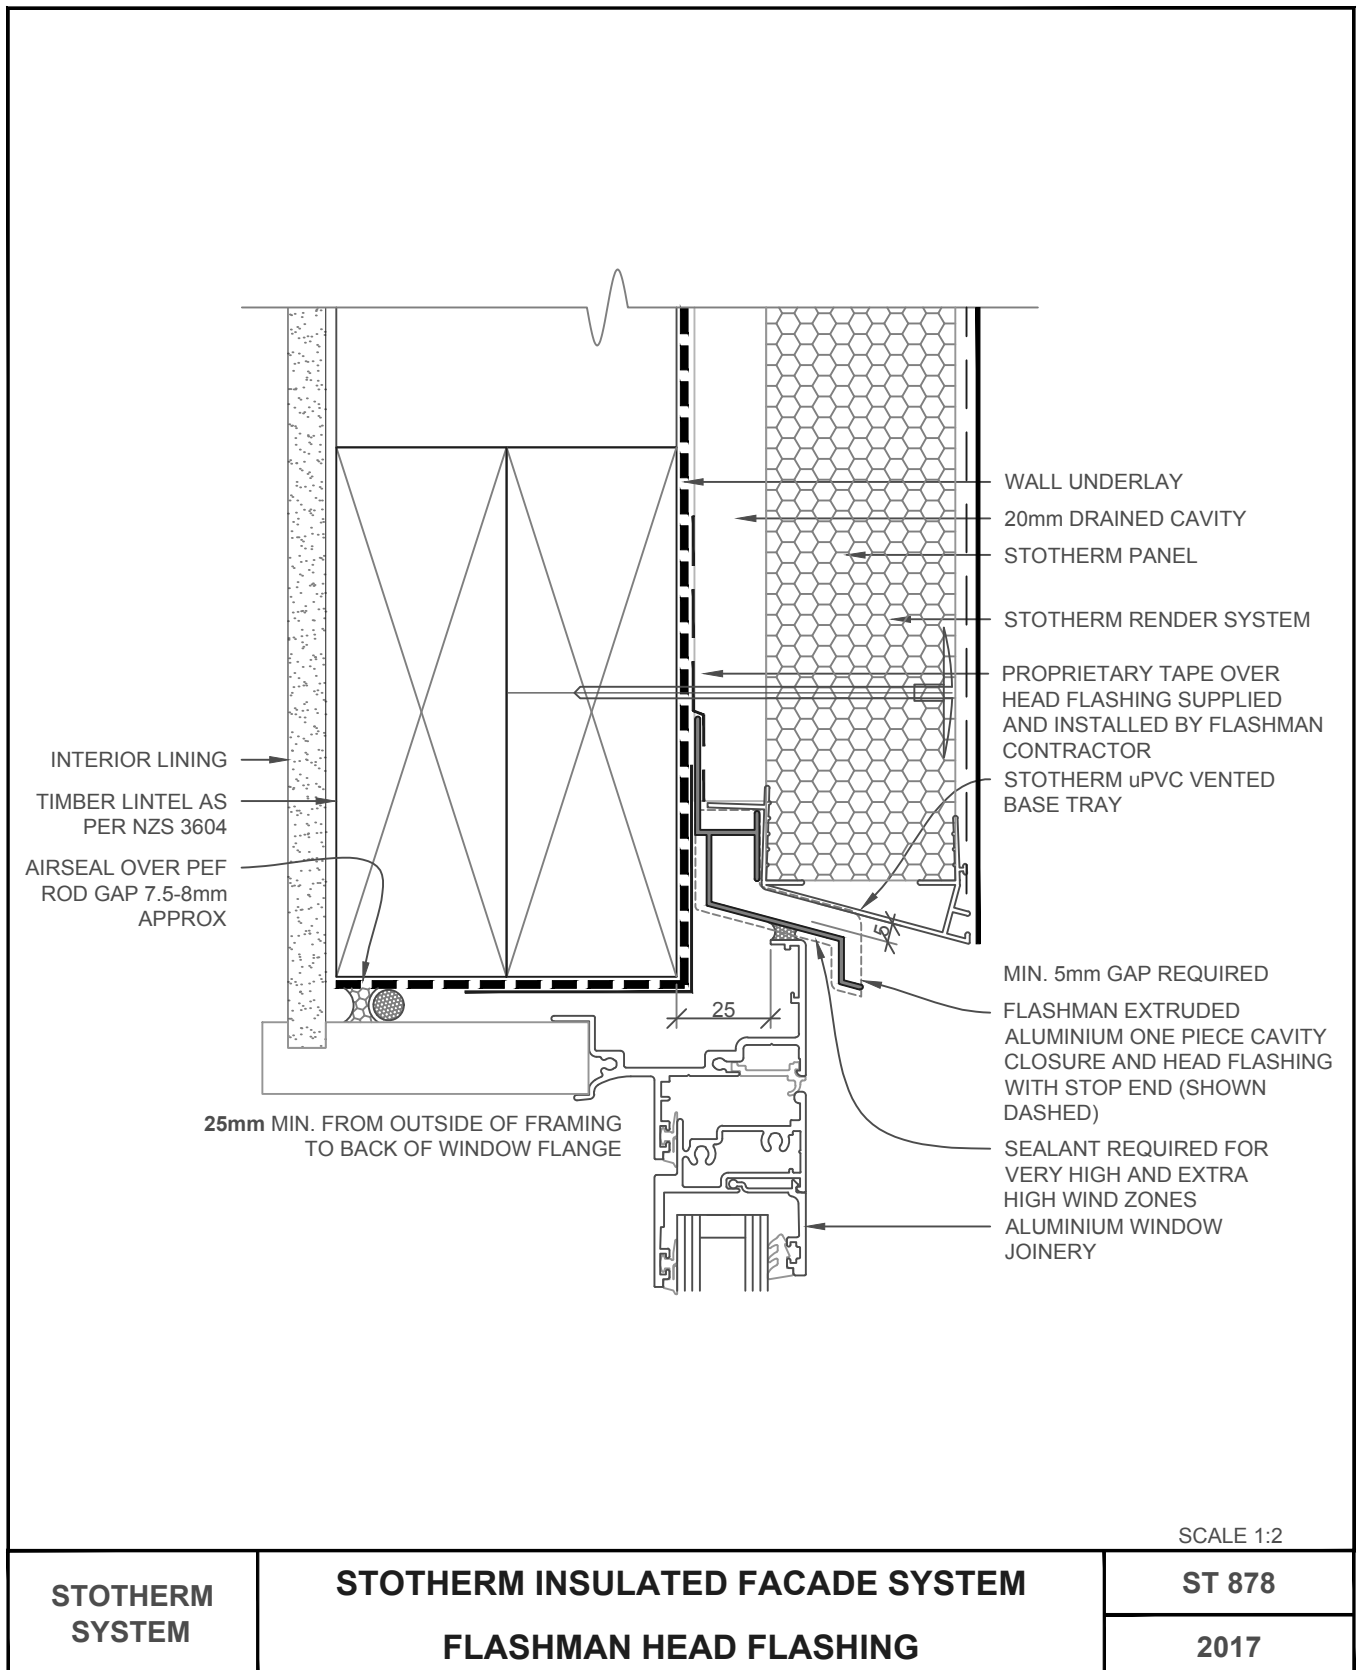 WALL UNDERLAY
20mm DRAINED CAVITY
STOTHERM PANEL
STOTHERM RENDER SYSTEM
PROPRIETARY TAPE OVER
HEAD FLASHING SUPPLIED
AND INSTALLED BY FLASHMAN
CONTRACTOR
STOTHERM uPVC VENTED
BASE TRAY
INTERIOR LINING
TIMBER LINTEL AS
PER NZS 3604
AIRSEAL OVER PEF
ROD GAP 7.5-8mm
APPROX
5
25
MIN. 5mm GAP REQUIRED
FLASHMAN EXTRUDED
ALUMINIUM ONE PIECE CAVITY
CLOSURE AND HEAD FLASHING
WITH STOP END (SHOWN
DASHED)
25mm MIN. FROM OUTSIDE OF FRAMING
TO BACK OF WINDOW FLANGE
SEALANT REQUIRED FOR
VERY HIGH AND EXTRA
HIGH WIND ZONES
ALUMINIUM WINDOW
JOINERY
SCALE 1:2
STOTHERM
SYSTEM
STOTHERM INSULATED FACADE SYSTEM
FLASHMAN HEAD FLASHING
ST 878
2017